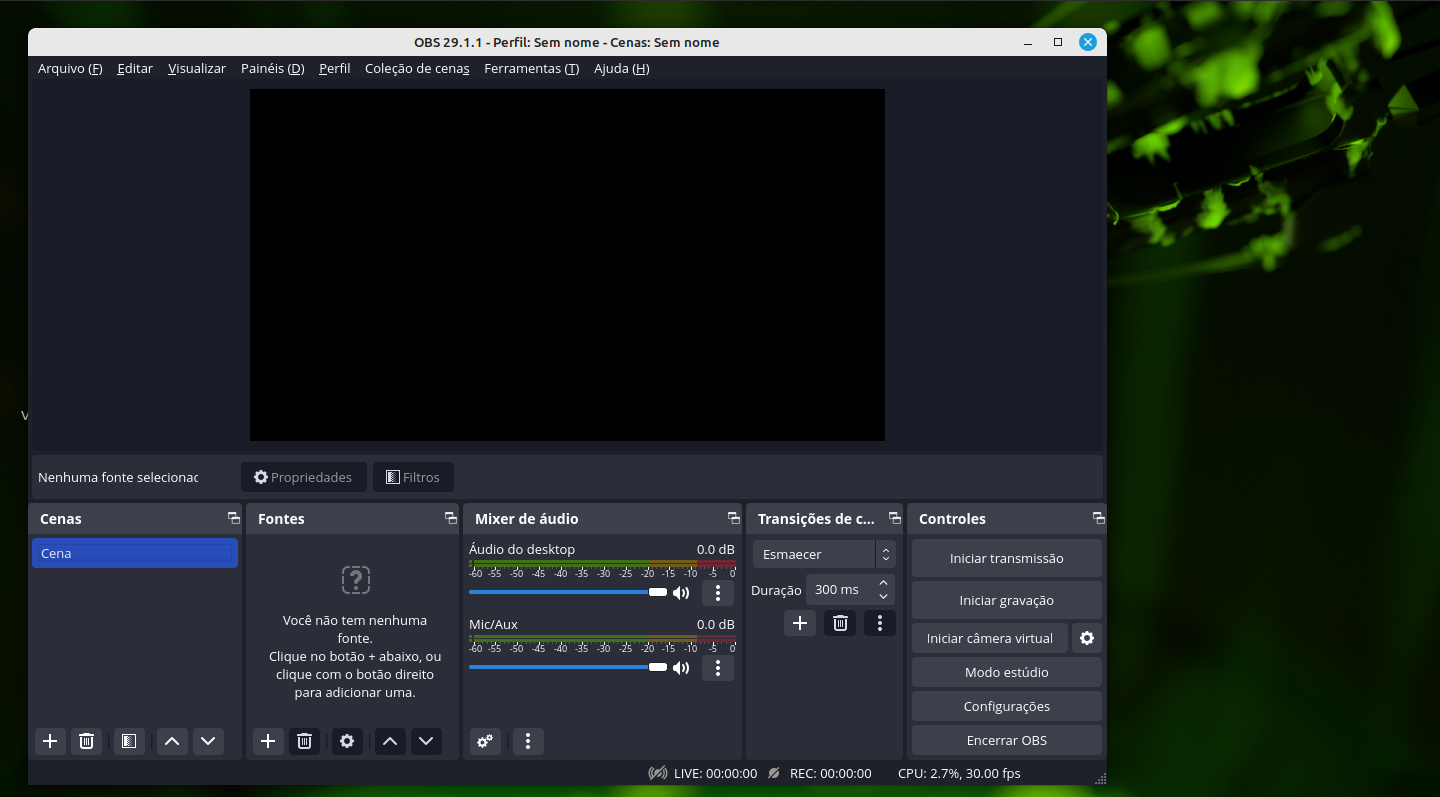 OBS 29.1.1 - Perfil: Sem nome - Cenas: Sem nome
Arquivo (F) Editar Visualizar Painéis (D) Perfil Coleção de cenas Ferramentas (T) Ajuda (H)
V
Nenhuma fonte selecionac Propriedades Filtros
Cenas
Cena
Fontes
Você não tem nenhuma
fonte.
Clique no botão + abaixo, ou
clique com o botão direito
para adicionar uma.
Mixer de áudio
Áudio do desktop 0.0 dB
-60 -55 -50 -45 -40 -35 -30 -25 -20 -15 -10 -5 0
Mic/Aux 0.0 dB
-60 -55 -50 -45 -40 -35 -30 -25 -20 -15 -10 -5 0
Transições de c...
Esmaecer
Duração 300 ms
Controles
Iniciar transmissão
Iniciar gravação
Iniciar câmera virtual
Modo estúdio
Configurações
Encerrar OBS
LIVE: 00:00:00 REC: 00:00:00 CPU: 2.7%, 30.00 fps